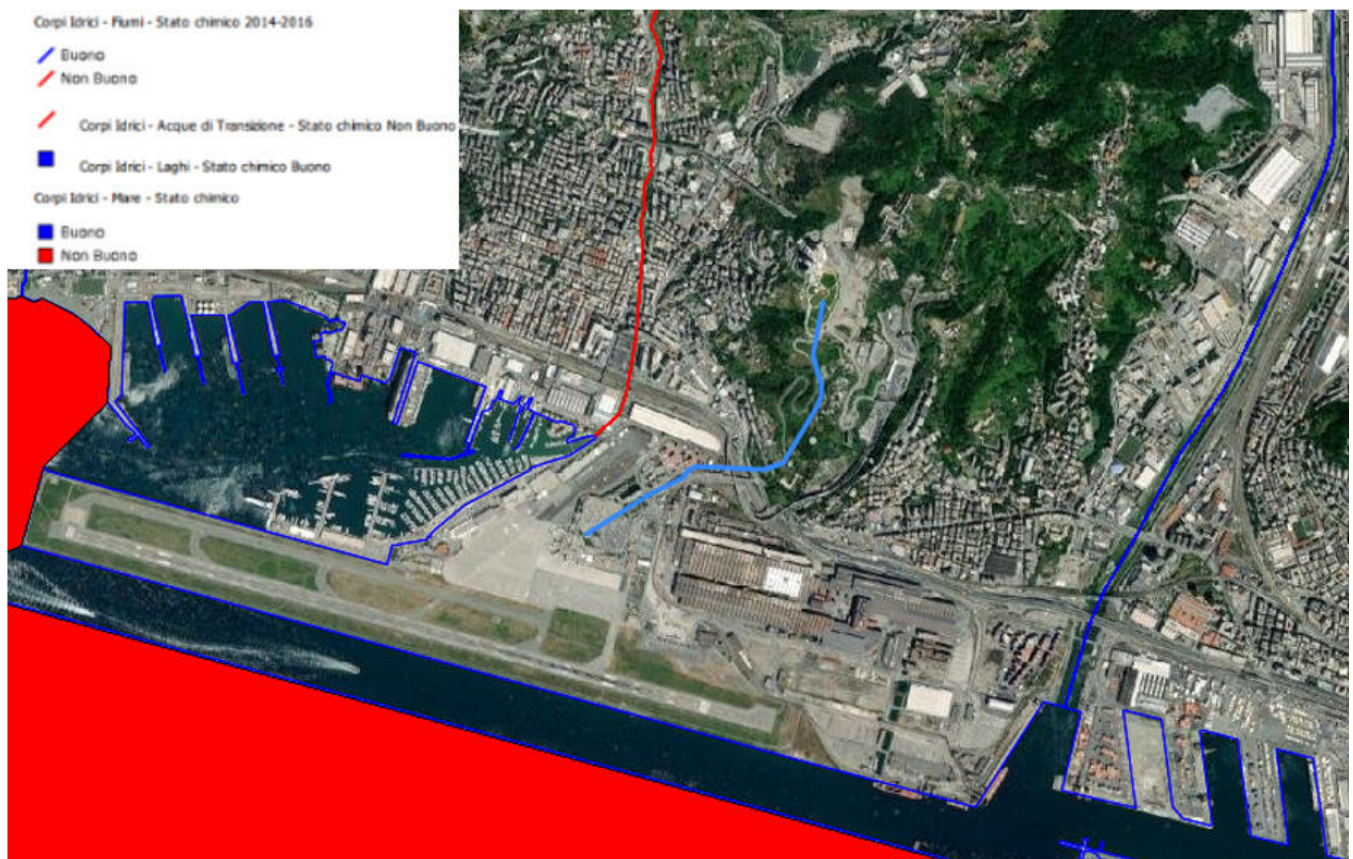 Corpi Idrici - Fiumi - Stato chimico 2014-2016
Buono
Non Buono
Corpi Idrici - Acque di Transizione - Stato chimico Non Buono
Corpi Idrici - Laghi - Stato chimico Buono
Corpi Idrici - Mare - Stato chimico
Buono
Non Buono